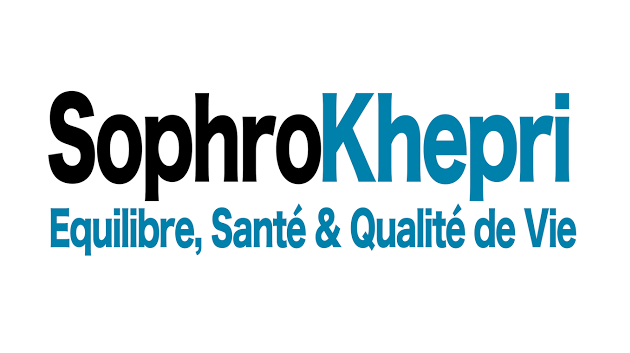 SophroKhepri
Equilibre, Santé & Qualité de Vie